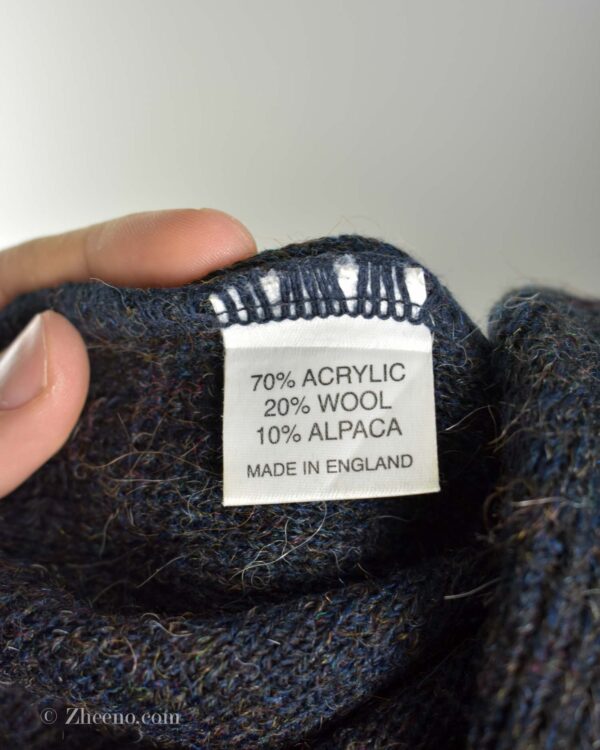 70% ACRYLIC
20% WOOL
10% ALPACA
MADE IN ENGLAND
© Zheeno.com